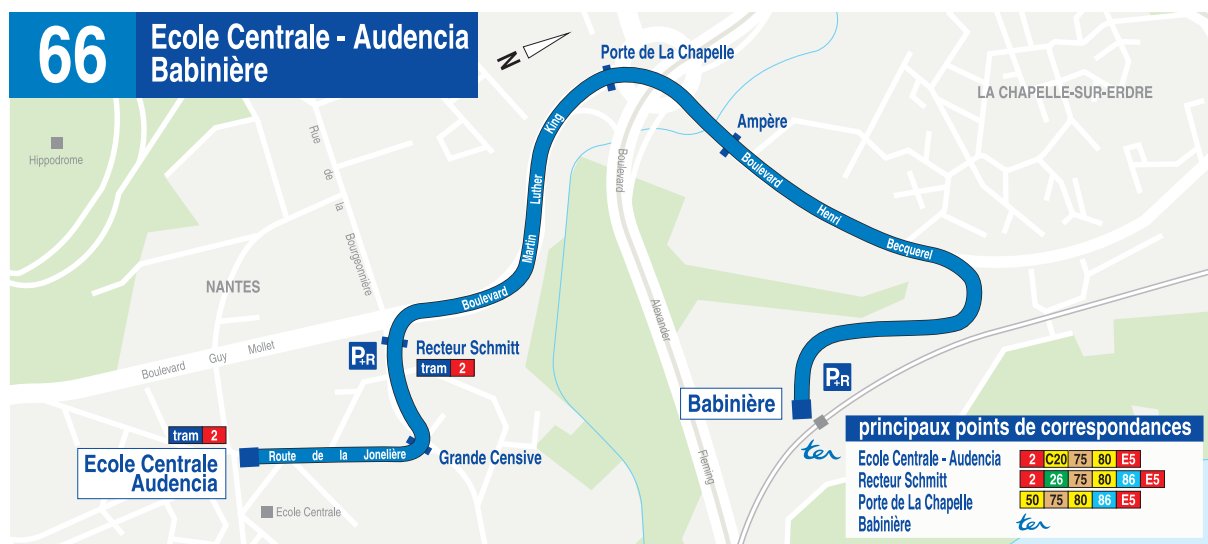 66
Ecole Centrale - Audencia
Babinière
N
Porte de La Chapelle
LA CHAPELLE-SUR-ERDRE
Ampère
Hippodrome
Rue de la Bourgeonnière
Boulevard Martin Luther King
Boulevard Alexander Fleming
Boulevard Henri Becquerel
NANTES
Boulevard Guy Mollet
P+R
Recteur Schmitt
tram 2
P+R
Babinière
ter
tram 2
Ecole Centrale
Audencia
Route de la Jonelière
Grande Censive
Ecole Centrale
principaux points de correspondances
Ecole Centrale - Audencia 2 C20 75 80 E5
Recteur Schmitt 2 26 75 80 86 E5
Porte de La Chapelle 50 75 80 86 E5
Babinière ter